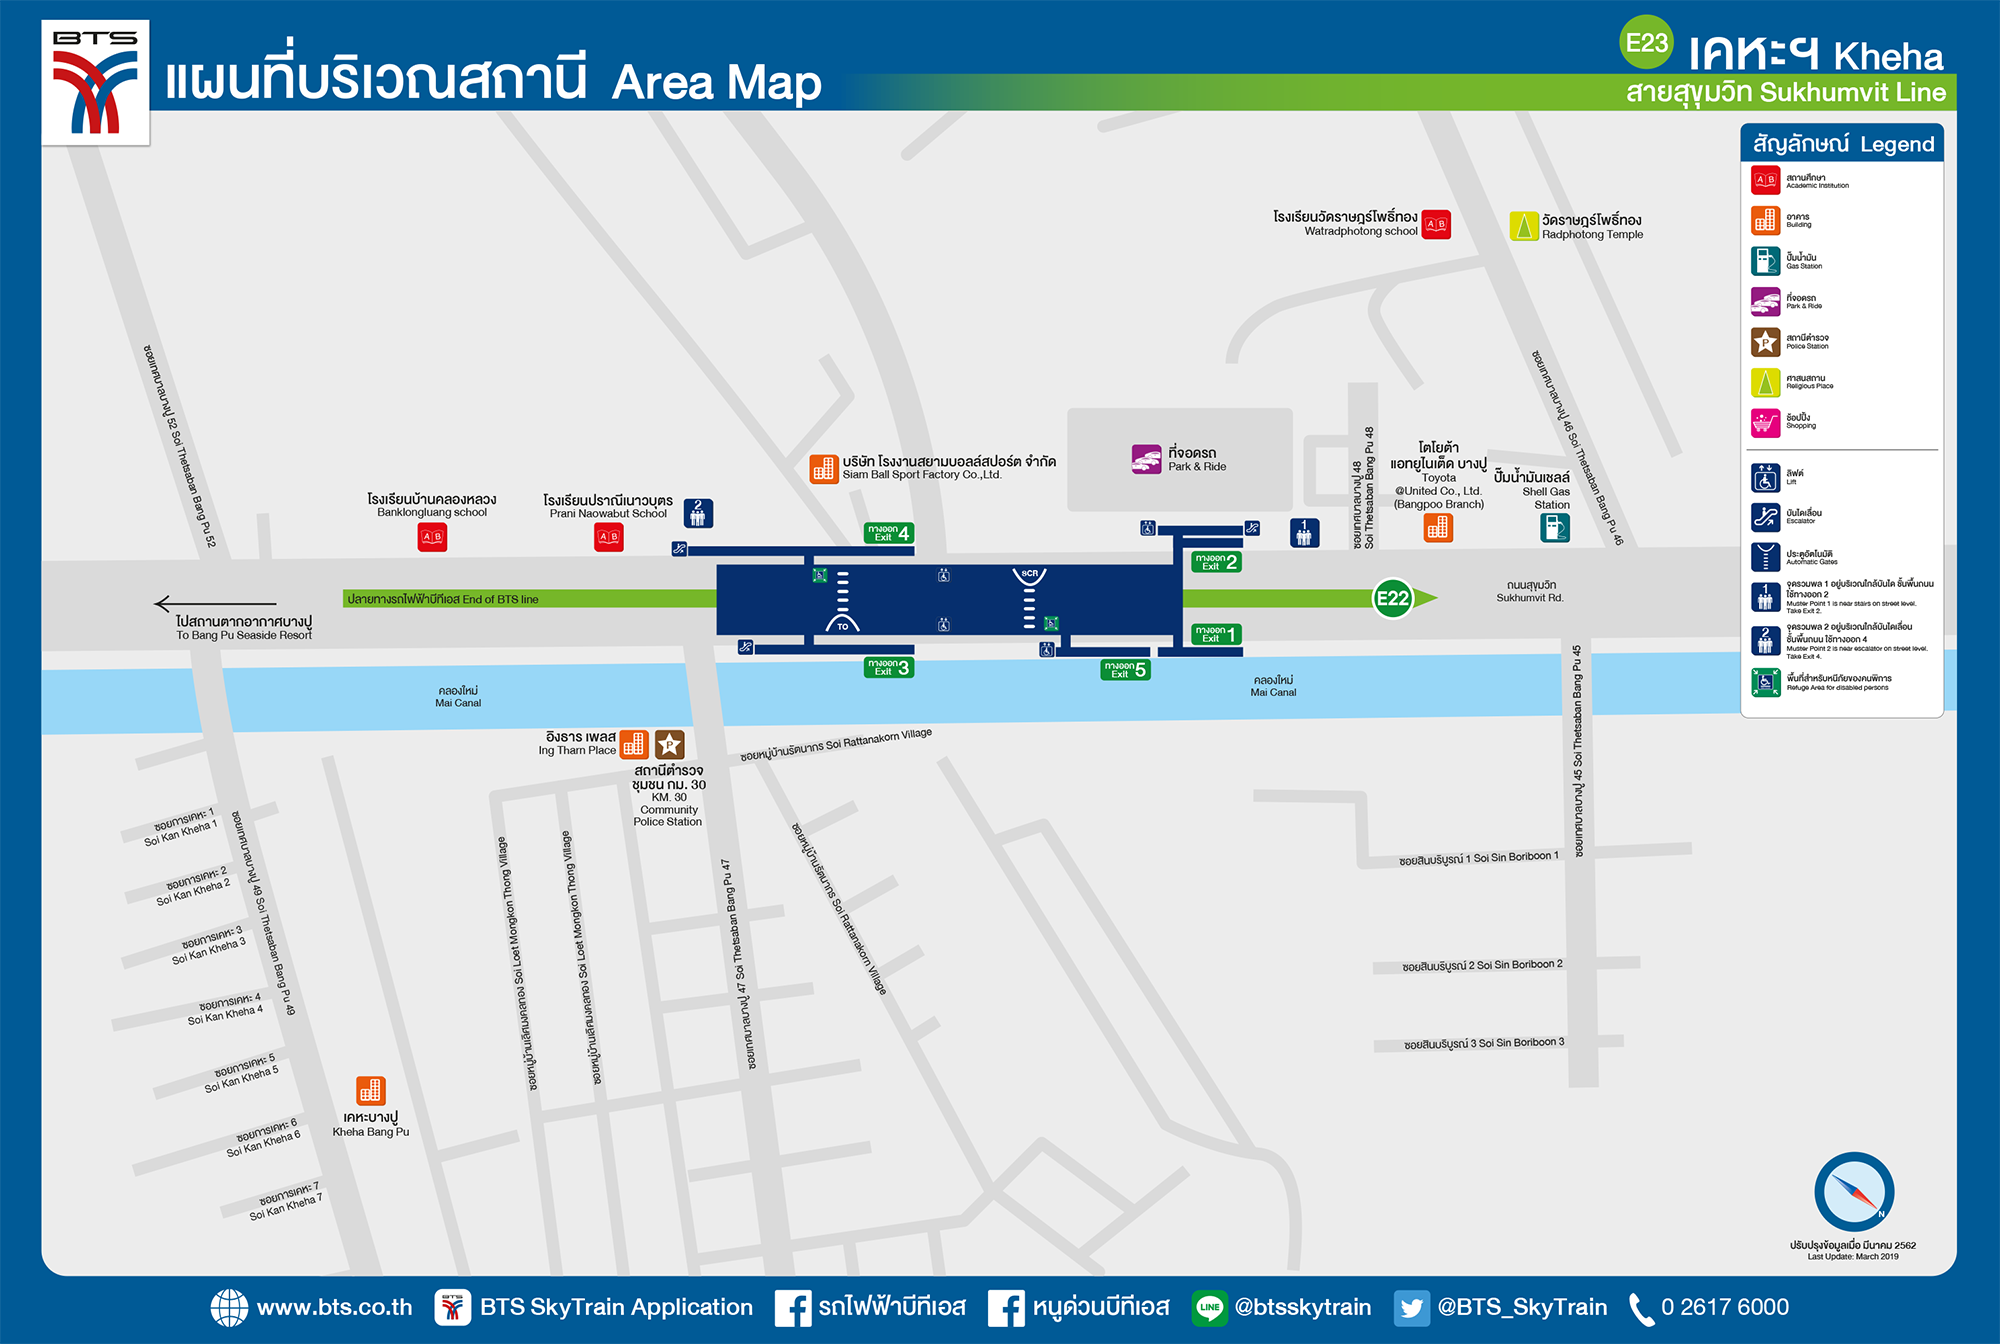 BTS
แผนที่บริเวณสถานี Area Map
E23 เคหะฯ Kheha
สายสุขุมวิท Sukhumvit Line
สัญลักษณ์ Legend
A B
สถานศึกษา
Academic Institution
อาคาร
Building
ปั๊มน้ำมัน
Gas Station
ที่จอดรถ
Park & Ride
P
สถานีตำรวจ
Police Station
ศาสนสถาน
Religious Place
ช้อปปิ้ง
Shopping
ลิฟต์
Lift
บันไดเลื่อน
Escalator
ประตูอัตโนมัติ
Automatic Gates
1
จุดรวมพล 1 อยู่บริเวณใกล้บันได ชั้นพื้นถนน
ใช้ทางออก 2
Muster Point 1 is near stairs on street level.
Take Exit 2.
2
จุดรวมพล 2 อยู่บริเวณใกล้บันไดเลื่อน
ชั้นพื้นถนน ใช้ทางออก 4
Muster Point 2 is near escalator on street level.
Take Exit 4.
พื้นที่สำหรับหนีภัยของคนพิการ
Refuge Area for disabled persons
โรงเรียนวัดราษฎร์โพธิ์ทอง
Watradphotong school
A B
วัดราษฎร์โพธิ์ทอง
Radphotong Temple
ซอยเทศบาลบางปู 52 Soi Thetsaban Bang Pu 52
ซอยเทศบาลบางปู 46 Soi Thetsaban Bang Pu 46
ซอยเทศบาลบางปู 48
Soi Thetsaban Bang Pu 48
บริษัท โรงงานสยามบอลล์สปอร์ต จำกัด
Siam Ball Sport Factory Co.,Ltd.
ที่จอดรถ
Park & Ride
โตโยต้า
แอทยูไนเต็ด บางปู
Toyota
@United Co., Ltd.
(Bangpoo Branch)
ปั๊มน้ำมันเชลล์
Shell Gas
Station
โรงเรียนบ้านคลองหลวง
Banklongluang school
A B
โรงเรียนปราณีเนาวบุตร
Prani Naowabut School
A B
2
1
ทางออก 4
Exit
ทางออก 2
Exit
SCR
TO
ปลายทางรถไฟฟ้าบีทีเอส End of BTS line
E22
ถนนสุขุมวิท
Sukhumvit Rd.
ไปสถานตากอากาศบางปู
To Bang Pu Seaside Resort
ทางออก 1
Exit
ทางออก 3
Exit
ทางออก 5
Exit
คลองใหม่
Mai Canal
คลองใหม่
Mai Canal
อิงธาร เพลส
Ing Tharn Place
P
สถานีตำรวจ
ชุมชน กม. 30
KM. 30
Community
Police Station
ซอยหมู่บ้านรัตนากร Soi Rattanakorn Village
ซอยหมู่บ้านรัตนากร Soi Rattanakorn Village
ซอยเทศบาลบางปู 45 Soi Thetsaban Bang Pu 45
ซอยเทศบาลบางปู 47 Soi Thetsaban Bang Pu 47
ซอยเทศบาลบางปู 49 Soi Thetsaban Bang Pu 49
ซอยหมู่บ้านเลิศมงคลทอง Soi Loet Mongkon Thong Village
ซอยหมู่บ้านเลิศมงคลทอง Soi Loet Mongkon Thong Village
ซอยการเคหะ 1
Soi Kan Kheha 1
ซอยการเคหะ 2
Soi Kan Kheha 2
ซอยการเคหะ 3
Soi Kan Kheha 3
ซอยการเคหะ 4
Soi Kan Kheha 4
ซอยการเคหะ 5
Soi Kan Kheha 5
ซอยการเคหะ 6
Soi Kan Kheha 6
ซอยการเคหะ 7
Soi Kan Kheha 7
เคหะบางปู
Kheha Bang Pu
ซอยสินบริบูรณ์ 1 Soi Sin Boriboon 1
ซอยสินบริบูรณ์ 2 Soi Sin Boriboon 2
ซอยสินบริบูรณ์ 3 Soi Sin Boriboon 3
N
ปรับปรุงข้อมูลเมื่อ มีนาคม 2562
Last Update: March 2019
www.bts.co.th BTS BTS SkyTrain Application รถไฟฟ้าบีทีเอส หนูด่วนบีทีเอส LINE @btsskytrain @BTS_SkyTrain 0 2617 6000